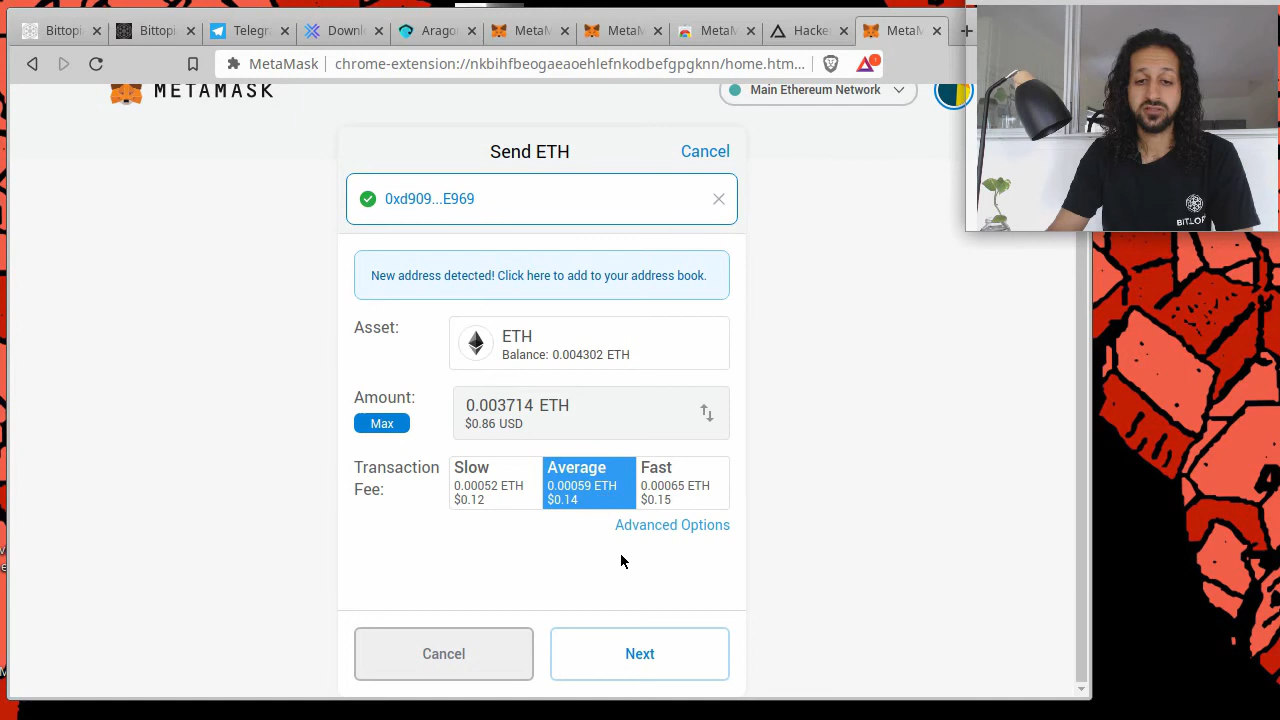 Bittopi
Bittopi.
Telegr
Downl
Arago
MetaM
MetaM
MetaM
Hacke
MetaM
MetaMask
chrome-extension://nkbihfbeogaeaoehlefnkodbefgpgknn/home.htm...
METAMASK
Main Ethereum Network
Send ETH
Cancel
0xd909...E969
New address detected! Click here to add to your address book.
Asset:
ETH
Balance: 0.004302 ETH
Amount:
Max
0.003714 ETH
$0.86 USD
Transaction
Fee:
Slow
0.00052 ETH
$0.12
Average
0.00059 ETH
$0.14
Fast
0.00065 ETH
$0.15
Advanced Options
Cancel
Next